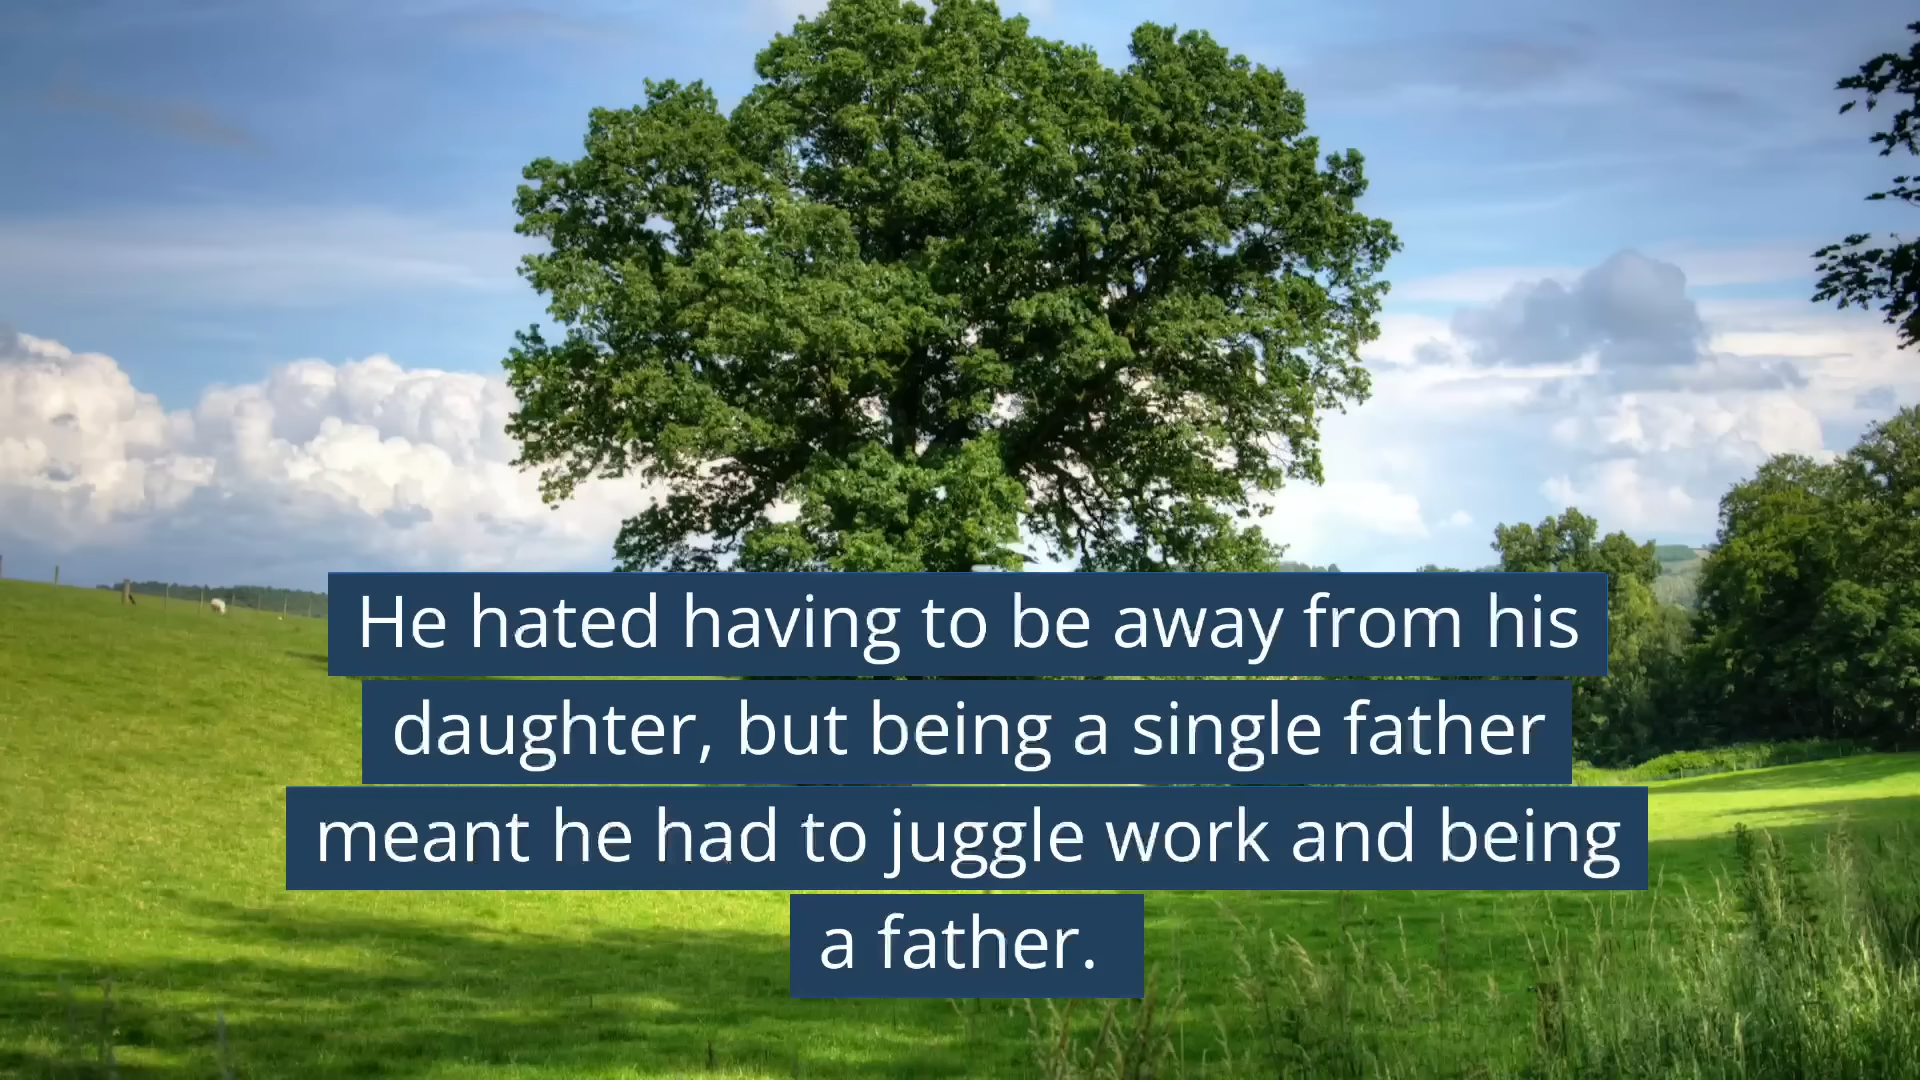 He hated having to be away from his
daughter, but being a single father
meant he had to juggle work and being
a father.